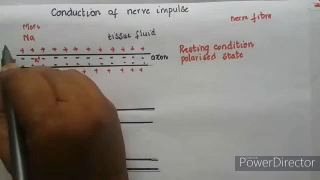 Conduction of nerve impulse
nerve fibre
More
Na
tissue fluid
+ + + + + + + + + + + +
axon
Resting condition
polarised state
PowerDirector